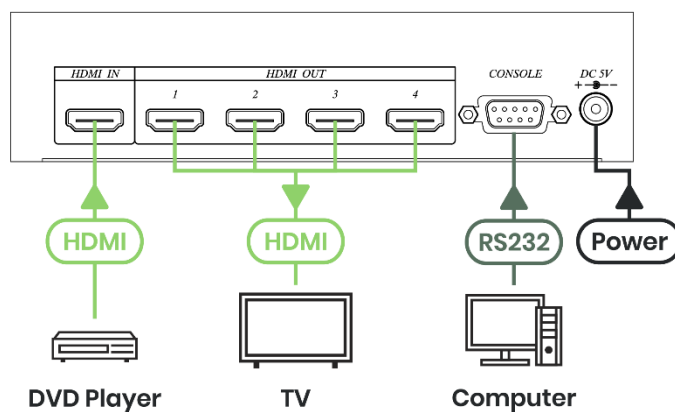 HDMI IN
HDMI OUT
CONSOLE
DC 5V
+ -
1 2 3 4
HDMI
HDMI
RS232
Power
DVD Player
TV
Computer